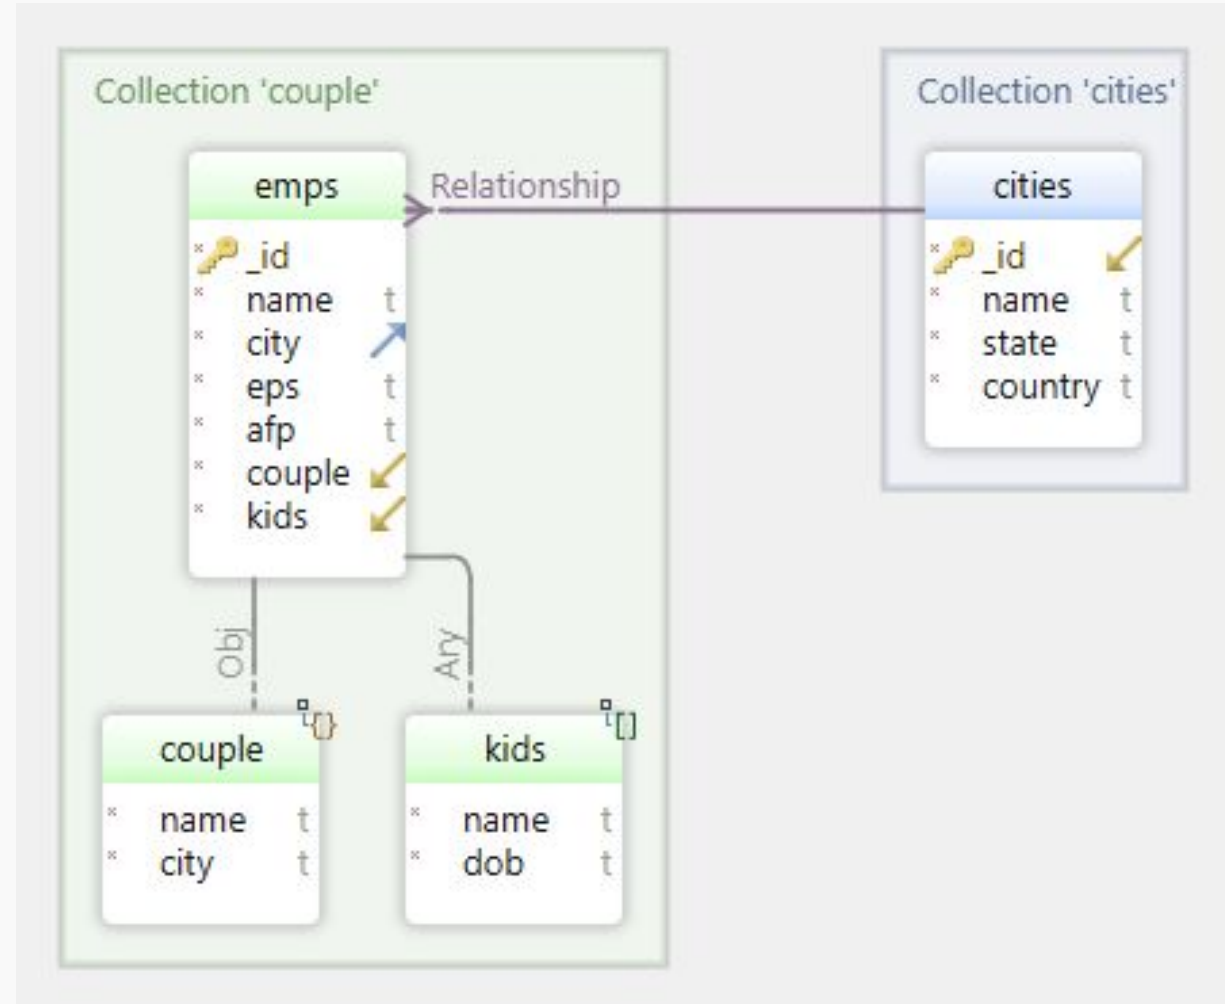 Collection 'couple'
Collection 'cities'
emps
Relationship
cities
_id
name t
city
eps t
afp t
couple
kids
_id
name t
state t
country t
Obj
Ary
{}
[]
couple
name t
city t
kids
name t
dob t